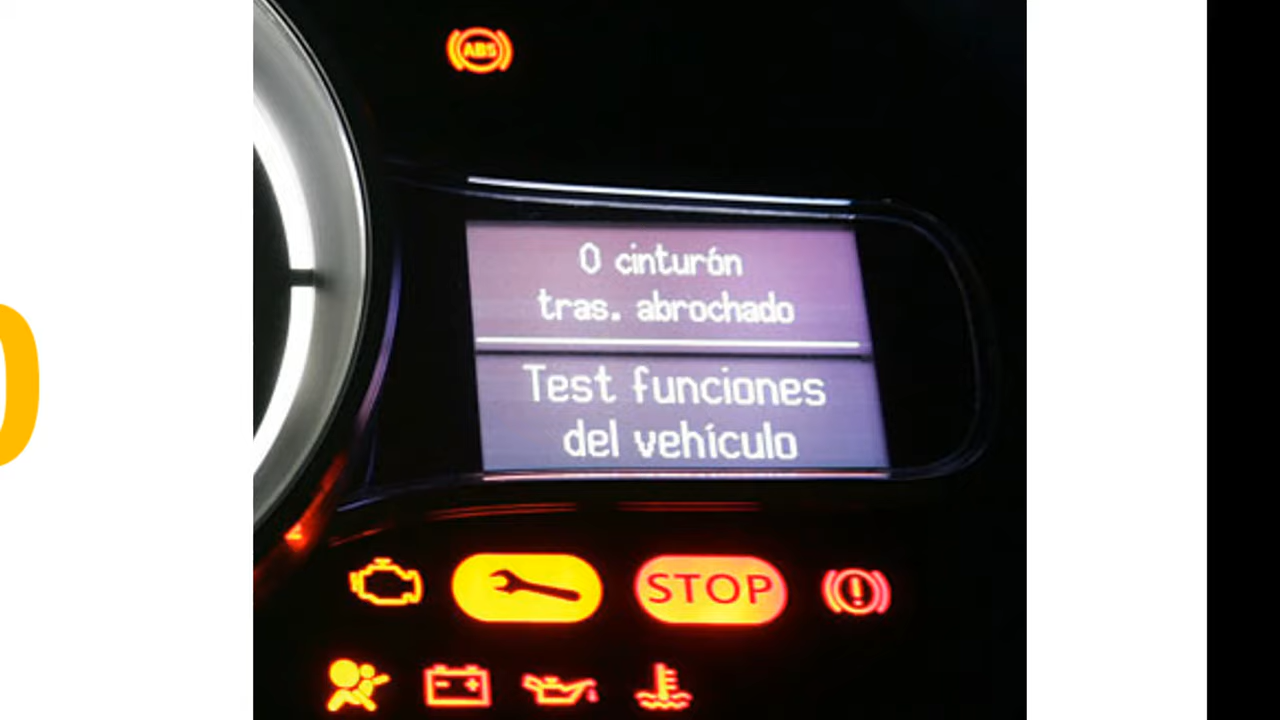 ABS
0 cinturón
tras. abrochado
Test funciones
del vehículo
STOP